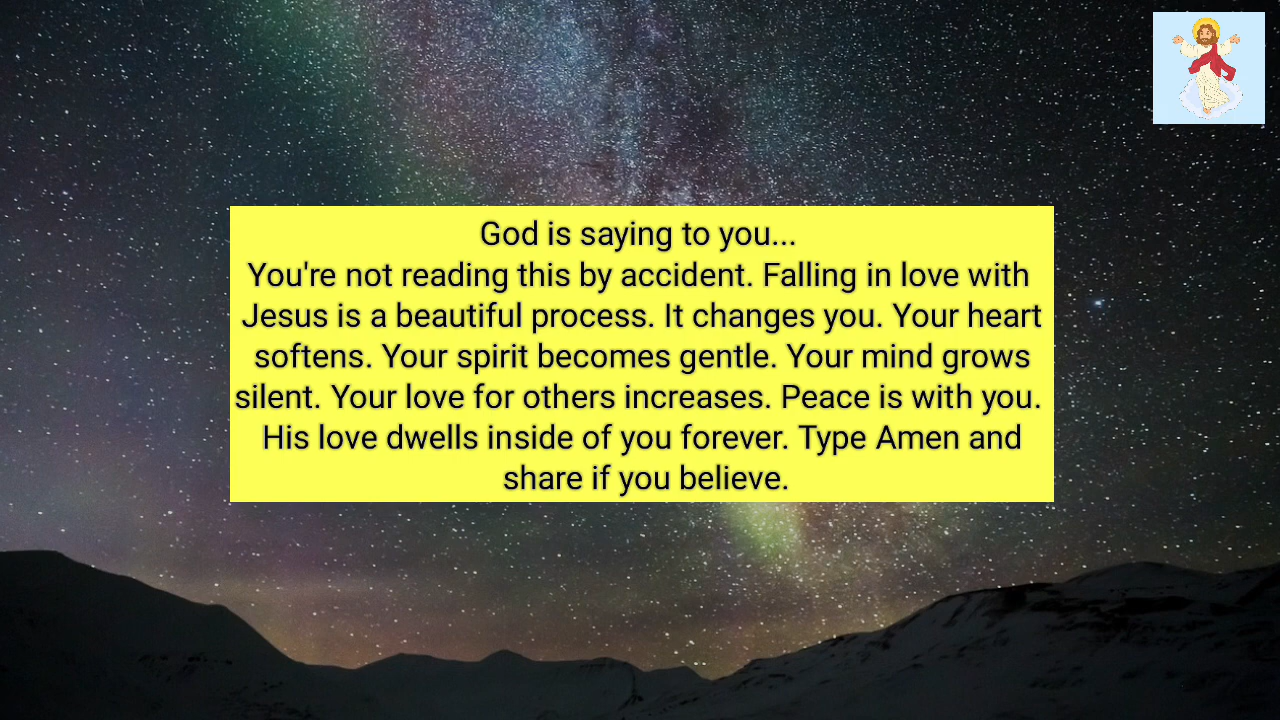 God is saying to you...
You're not reading this by accident. Falling in love with
Jesus is a beautiful process. It changes you. Your heart
softens. Your spirit becomes gentle. Your mind grows
silent. Your love for others increases. Peace is with you.
His love dwells inside of you forever. Type Amen and
share if you believe.